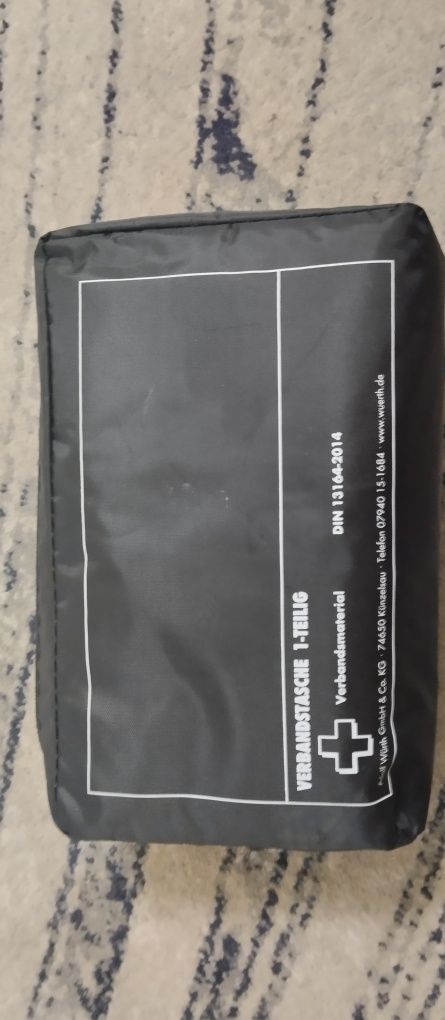 VERBANDSTASCHE 1-TEILIG
Verbandsmaterial DIN 13164-2014
Würth GmbH & Co. KG · 74650 Künzelsau · Telefon 07940 15-1684 · www.wuerth.de